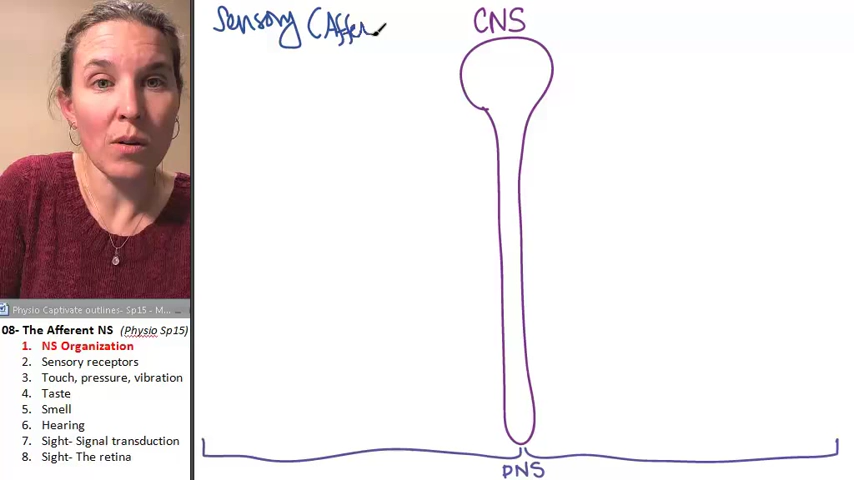 Sensory (Affer
CNS
Physio Captivate outlines- Sp15 - M...
08- The Afferent NS (Physio Sp15)
1. NS Organization
2. Sensory receptors
3. Touch, pressure, vibration
4. Taste
5. Smell
6. Hearing
7. Sight- Signal transduction
8. Sight- The retina
PNS